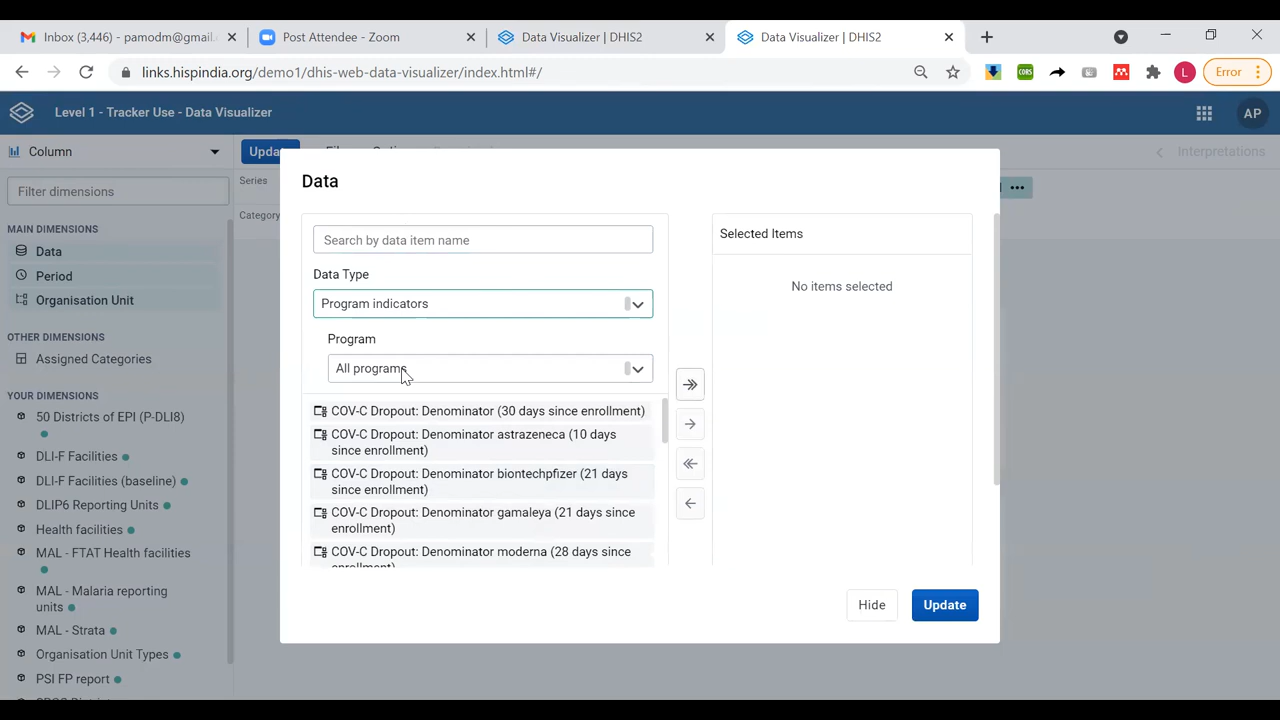 Inbox (3,446) - pamodm@gmail.
Post Attendee - Zoom
Data Visualizer | DHIS2
Data Visualizer | DHIS2
links.hispindia.org/demo1/dhis-web-data-visualizer/index.html#/
CORS
L
Error
Level 1 - Tracker Use - Data Visualizer
AP
Column
Interpretations
Filter dimensions
Series
Category
MAIN DIMENSIONS
Data
Period
Organisation Unit
OTHER DIMENSIONS
Assigned Categories
YOUR DIMENSIONS
50 Districts of EPI (P-DLI8)
DLI-F Facilities
DLI-F Facilities (baseline)
DLIP6 Reporting Units
Health facilities
MAL - FTAT Health facilities
MAL - Malaria reporting
units
MAL - Strata
Organisation Unit Types
PSI FP report
Data
Search by data item name
Data Type
Program indicators
Program
All programs
COV-C Dropout: Denominator (30 days since enrollment)
COV-C Dropout: Denominator astrazeneca (10 days
since enrollment)
COV-C Dropout: Denominator biontechpfizer (21 days
since enrollment)
COV-C Dropout: Denominator gamaleya (21 days since
enrollment)
COV-C Dropout: Denominator moderna (28 days since
enrollment)
Selected Items
No items selected
Hide
Update